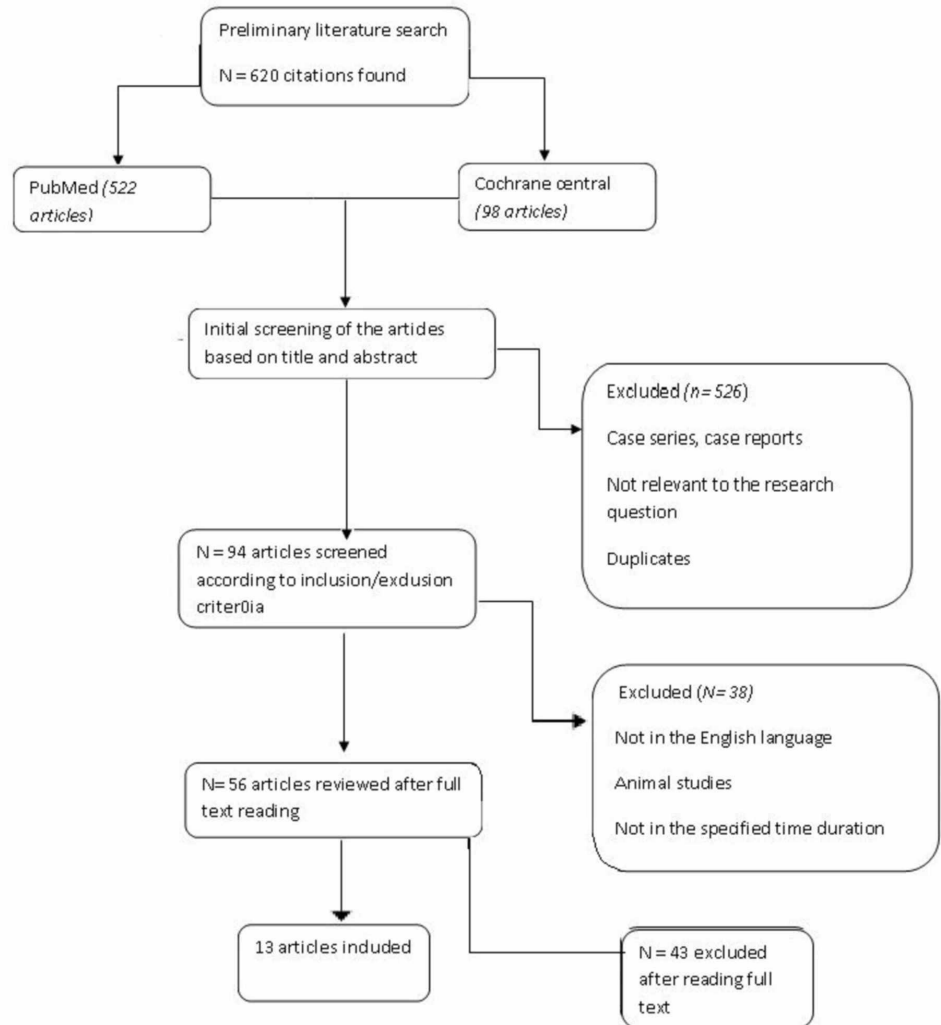 Preliminary literature search
N = 620 citations found
PubMed (522
articles)
Cochrane central
(98 articles)
Initial screening of the articles
based on title and abstract
Excluded (n=526)
Case series, case reports
Not relevant to the research
question
Duplicates
N = 94 articles screened
according to inclusion/exclusion
criter0ia
Excluded (N=38)
Not in the English language
Animal studies
Not in the specified time duration
N= 56 articles reviewed after full
text reading
13 articles included
N = 43 excluded
after reading full
text